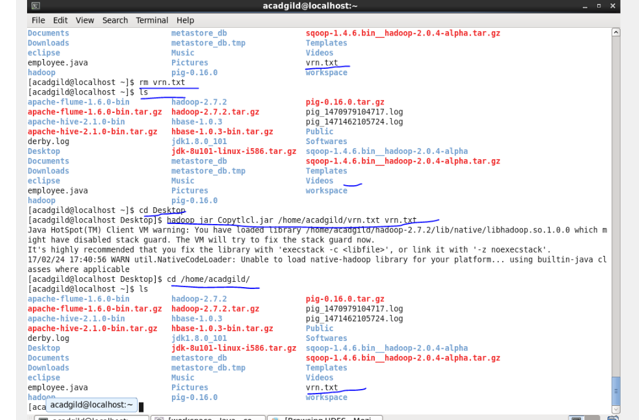 acadgild@localhost:~
File Edit View Search Terminal Help
Documents metastore_db sqoop-1.4.6.bin__hadoop-2.0.4-alpha.tar.gz
Downloads metastore_db.tmp Templates
eclipse Music Videos
employee.java Pictures vrn.txt
hadoop pig-0.16.0 workspace
[acadgild@localhost ~]$ rm vrn.txt
[acadgild@localhost ~]$ ls
apache-flume-1.6.0-bin hadoop-2.7.2 pig-0.16.0.tar.gz
apache-flume-1.6.0-bin.tar.gz hadoop-2.7.2.tar.gz pig_1470979104717.log
apache-hive-2.1.0-bin hbase-1.0.3 pig_1471462105724.log
apache-hive-2.1.0-bin.tar.gz hbase-1.0.3-bin.tar.gz Public
derby.log jdk1.8.0_101 Softwares
Desktop jdk-8u101-linux-i586.tar.gz sqoop-1.4.6.bin__hadoop-2.0.4-alpha
Documents metastore_db sqoop-1.4.6.bin__hadoop-2.0.4-alpha.tar.gz
Downloads metastore_db.tmp Templates
eclipse Music Videos
employee.java Pictures workspace
hadoop pig-0.16.0
[acadgild@localhost ~]$ cd Desktop
[acadgild@localhost Desktop]$ hadoop jar Copytlcl.jar /home/acadgild/vrn.txt vrn.txt
Java HotSpot(TM) Client VM warning: You have loaded library /home/acadgild/hadoop-2.7.2/lib/native/libhadoop.so.1.0.0 which m
ight have disabled stack guard. The VM will try to fix the stack guard now.
It's highly recommended that you fix the library with 'execstack -c <libfile>', or link it with '-z noexecstack'.
17/02/24 17:40:56 WARN util.NativeCodeLoader: Unable to load native-hadoop library for your platform... using builtin-java cl
asses where applicable
[acadgild@localhost Desktop]$ cd /home/acadgild/
[acadgild@localhost ~]$ ls
apache-flume-1.6.0-bin hadoop-2.7.2 pig-0.16.0.tar.gz
apache-flume-1.6.0-bin.tar.gz hadoop-2.7.2.tar.gz pig_1470979104717.log
apache-hive-2.1.0-bin hbase-1.0.3 pig_1471462105724.log
apache-hive-2.1.0-bin.tar.gz hbase-1.0.3-bin.tar.gz Public
derby.log jdk1.8.0_101 Softwares
Desktop jdk-8u101-linux-i586.tar.gz sqoop-1.4.6.bin__hadoop-2.0.4-alpha
Documents metastore_db sqoop-1.4.6.bin__hadoop-2.0.4-alpha.tar.gz
Downloads metastore_db.tmp Templates
eclipse Music Videos
employee.java Pictures vrn.txt
hadoop pig-0.16.0 workspace
[aca
acadgild@localhost:~